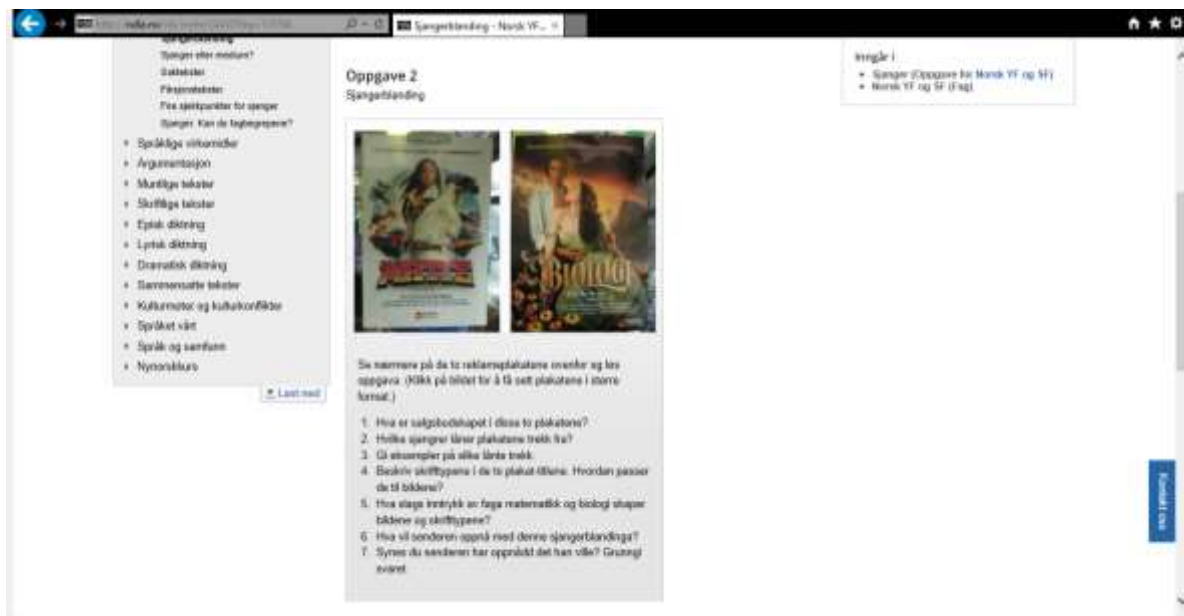 Sjangerblanding - Norsk YF...
Sjangerblanding
Sjanger eller medium?
Saktekster
Fiksjonstekster
Fire sjekkpunkter for sjanger
Sjanger: Kan du fagbegrepene?
Språklige virkemidler
Argumentasjon
Muntlige tekster
Skriftlige tekster
Episk diktning
Lyrisk diktning
Dramatisk diktning
Sammensatte tekster
Kulturmøter og kulturkonflikter
Språket vårt
Språk og samfunn
Nynorskkurs
Last ned
Oppgave 2
Sjangerblanding
BIOLOGI
Se nærmere på de to reklameplakatene ovenfor og løs
oppgava. (Klikk på bildet for å få sett plakatene i større
format.)
1. Hva er salgsbudskapet i disse to plakatene?
2. Hvilke sjangrer låner plakatene trekk fra?
3. Gi eksempler på slike lånte trekk.
4. Beskriv skrifttypene i de to plakat-titlene. Hvordan passer
de til bildene?
5. Hva slags inntrykk av faga matematikk og biologi skaper
bildene og skrifttypene?
6. Hva vil senderen oppnå med denne sjangerblandinga?
7. Synes du senderen har oppnådd det han ville? Grunngi
svaret.
Inngår i
Sjanger (Oppgave for Norsk YF og SF)
Norsk YF og SF (Fag)
Kontakt oss